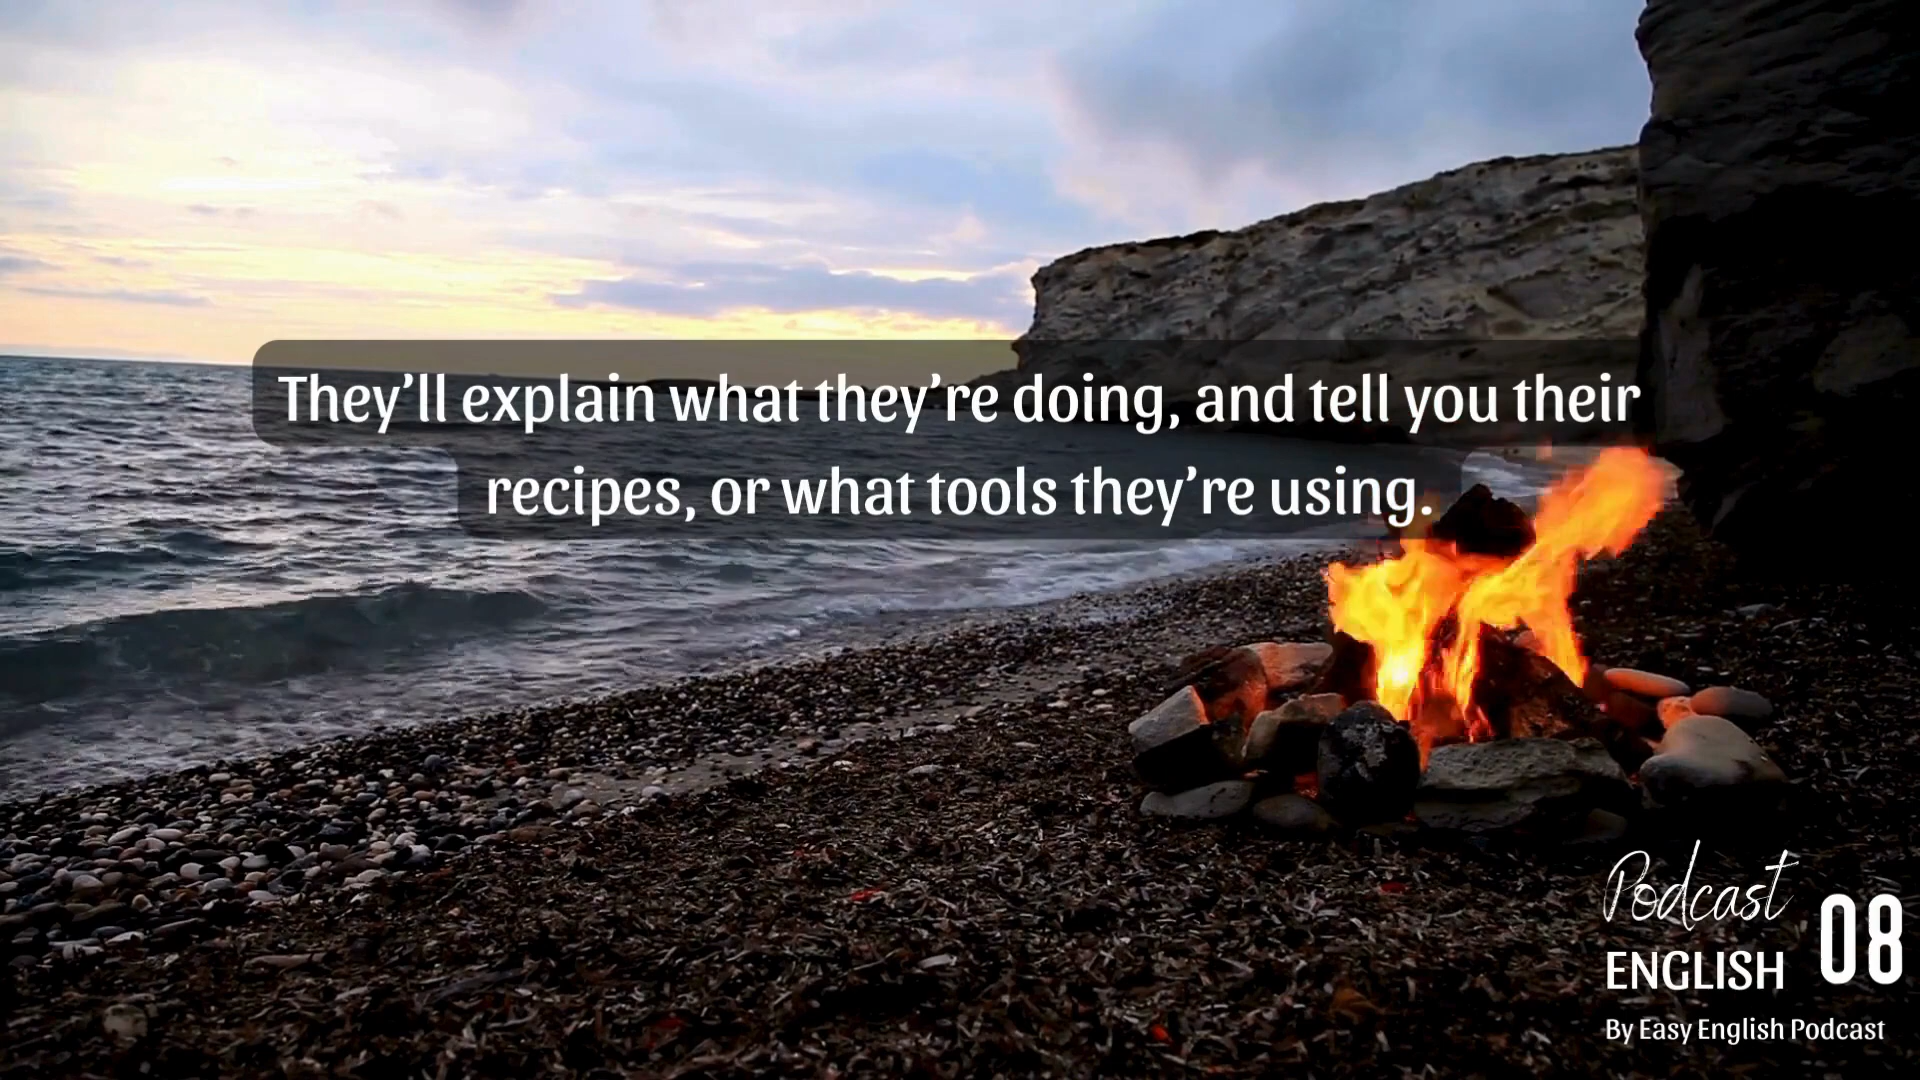 They’ll explain what they’re doing, and tell you their
recipes, or what tools they’re using.
Podcast
ENGLISH 08
By Easy English Podcast